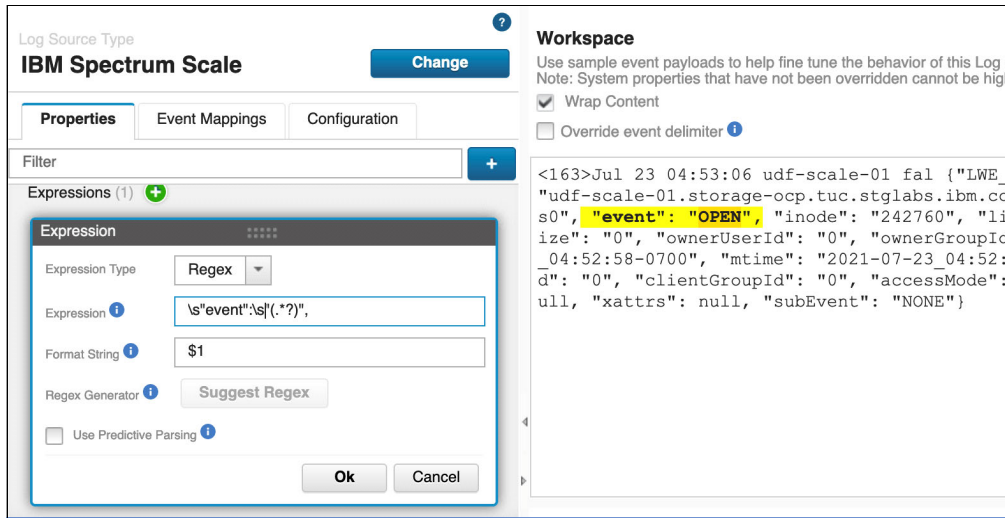 Log Source Type
IBM Spectrum Scale
Change
Properties
Event Mappings
Configuration
Filter
+
Expressions (1)
Expression
Expression Type
Regex
Expression
\s"event":\s"(.*?)",
Format String
$1
Regex Generator
Suggest Regex
Use Predictive Parsing
Ok
Cancel
?
Workspace
Use sample event payloads to help fine tune the behavior of this Log
Note: System properties that have not been overridden cannot be hig
Wrap Content
Override event delimiter
<163>Jul 23 04:53:06 udf-scale-01 fal {"LWE_
"udf-scale-01.storage-ocp.tuc.stglabs.ibm.co
s0", "event": "OPEN", "inode": "242760", "li
ize": "0", "ownerUserId": "0", "ownerGroupId
_04:52:58-0700", "mtime": "2021-07-23_04:52:
d": "0", "clientGroupId": "0", "accessMode":
ull, "xattrs": null, "subEvent": "NONE"}